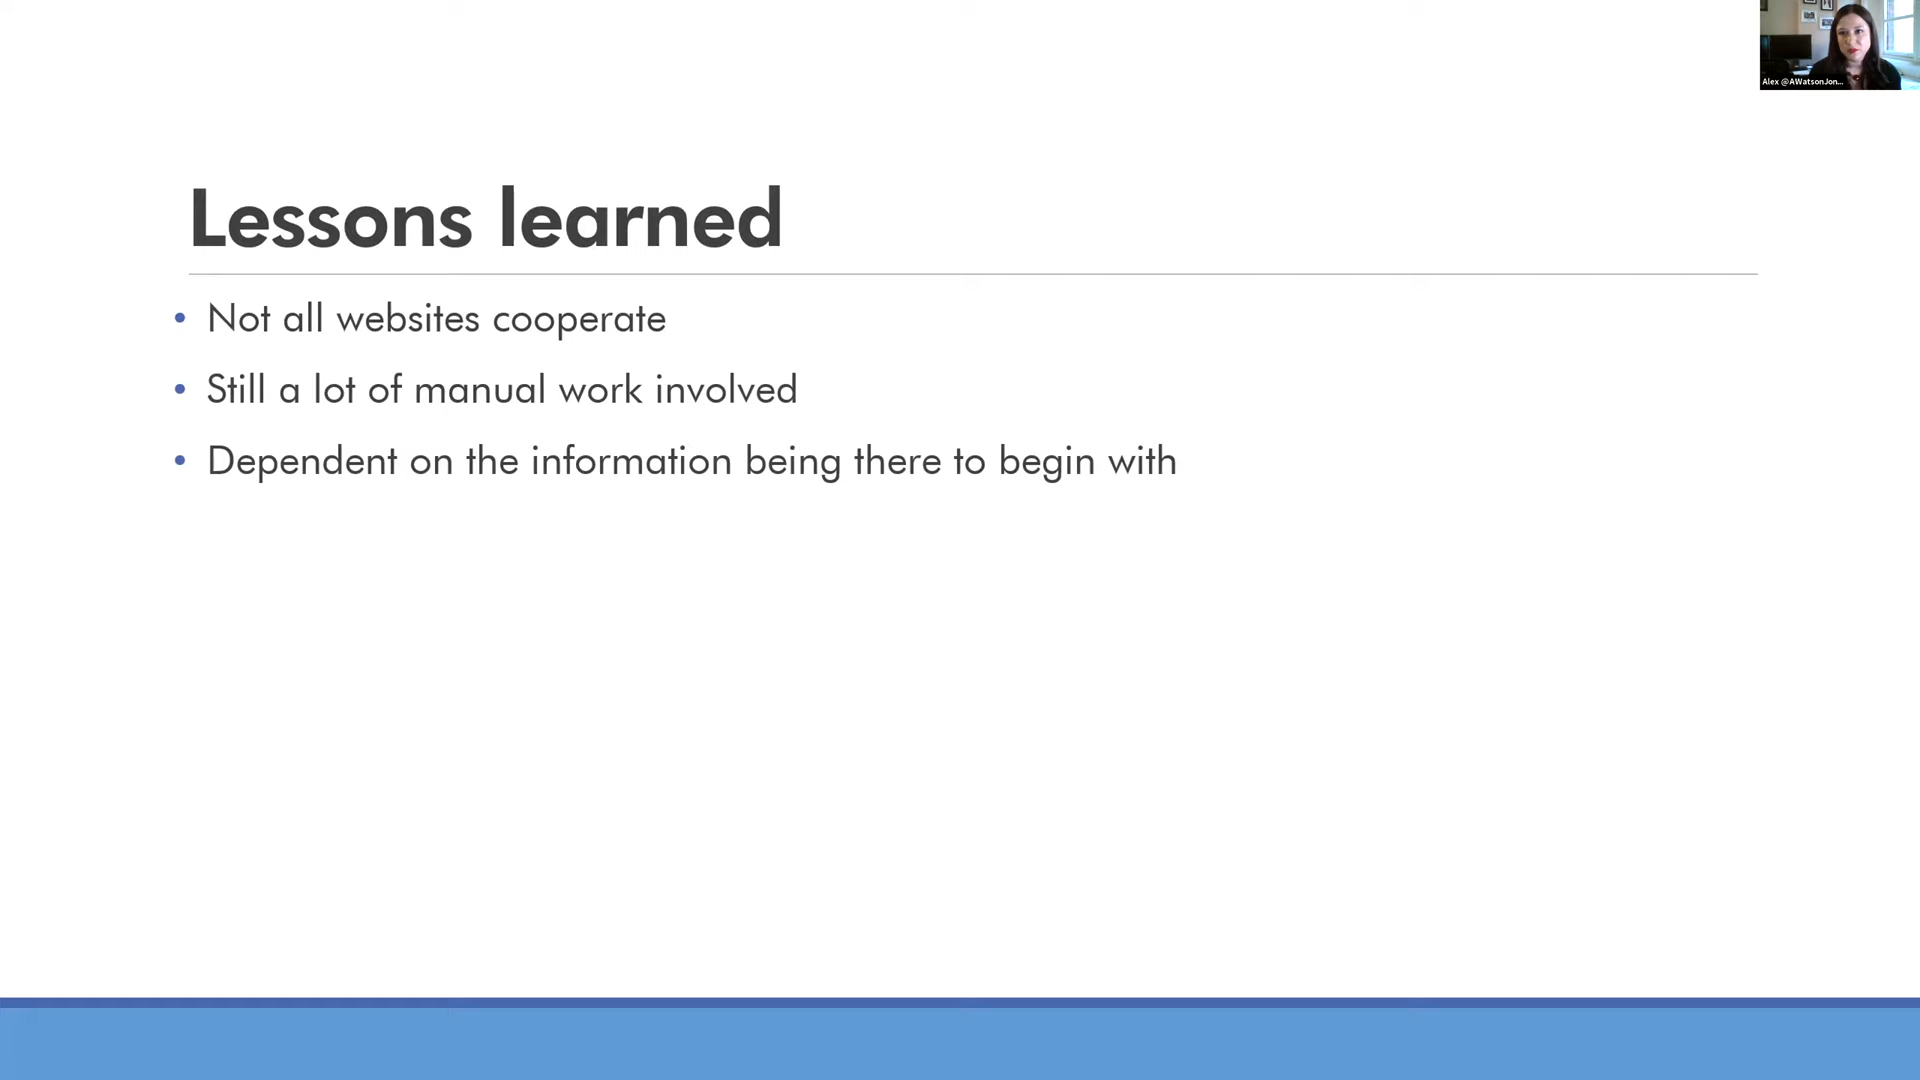 Alex @AWatsonJon...
Lessons learned
• Not all websites cooperate
• Still a lot of manual work involved
• Dependent on the information being there to begin with